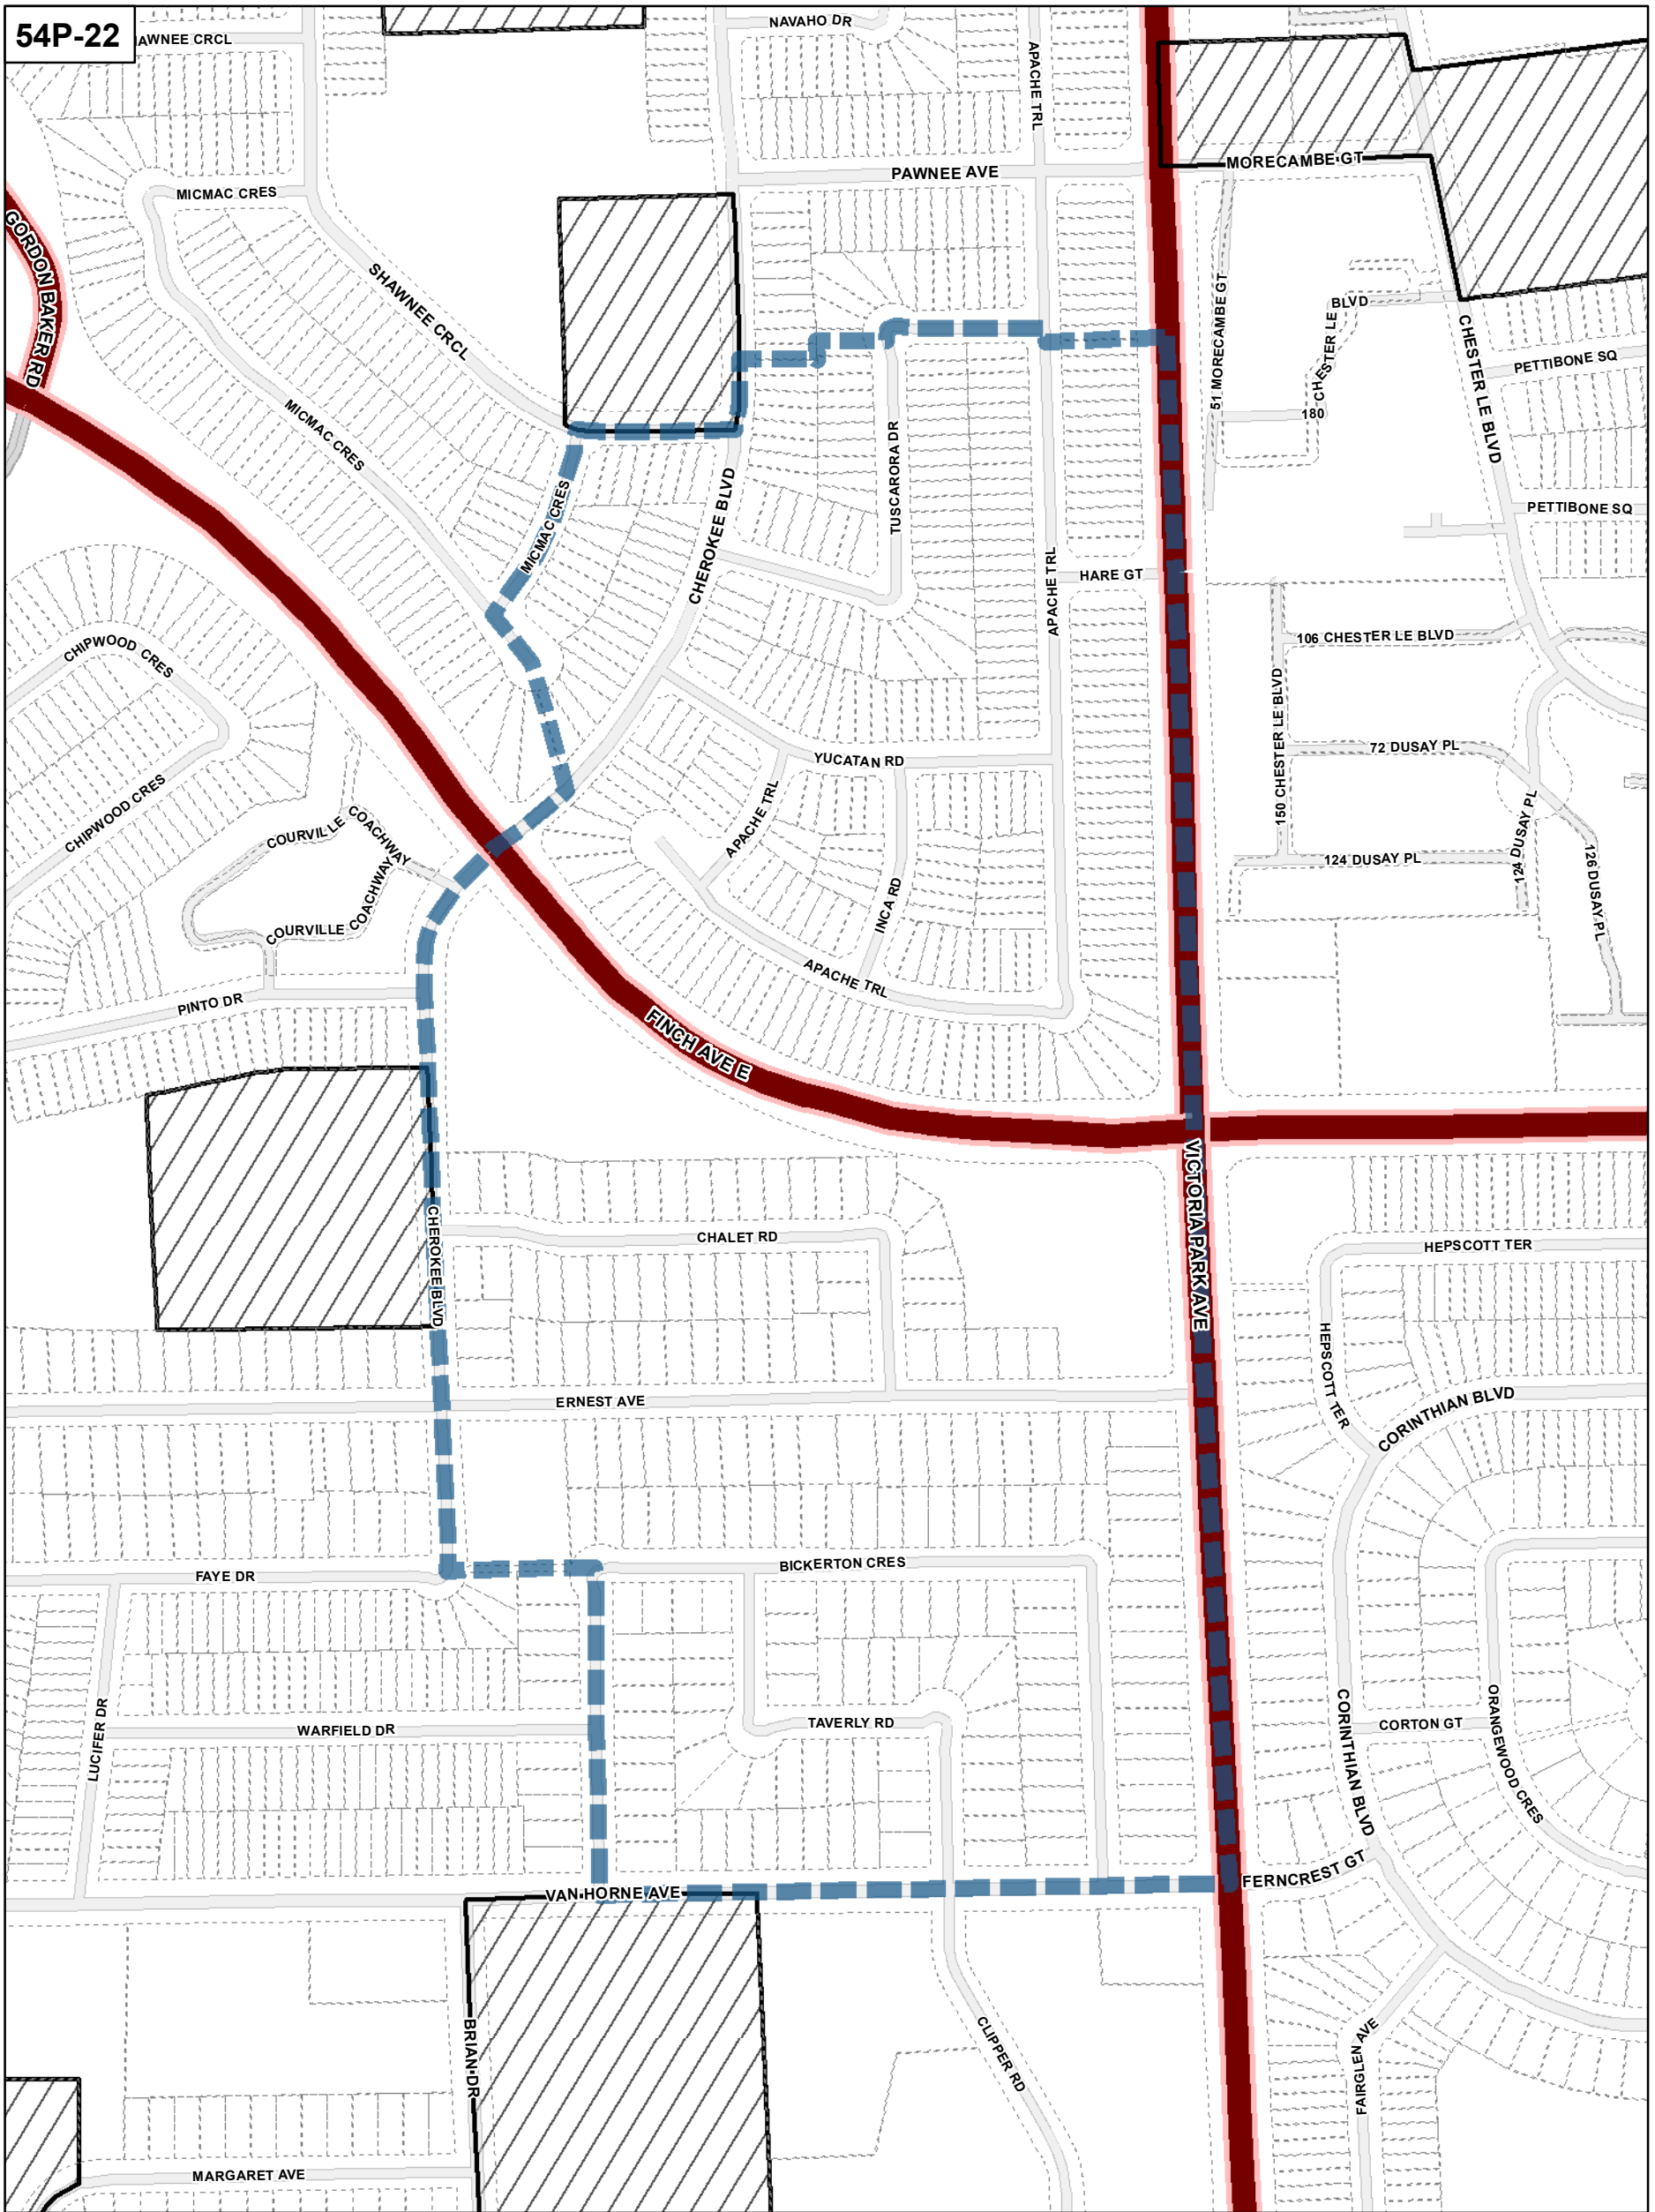 54P-22
AWNEE CRCL
NAVAHO DR
APACHE TRL
MORECAMBE GT
PAWNEE AVE
MICMAC CRES
GORDON BAKER RD
SHAWNEE CRCL
51 MORECAMBE GT
CHESTER LE BLVD
180
CHESTER LE BLVD
PETTIBONE SQ
MICMAC CRES
TUSCARORA DR
MICMAC CRES
CHEROKEE BLVD
PETTIBONE SQ
APACHE TRL
HARE GT
106 CHESTER LE BLVD
CHIPWOOD CRES
150 CHESTER LE BLVD
72 DUSAY PL
YUCATAN RD
APACHE TRL
CHIPWOOD CRES
COURVILLE COACHWAY
124 DUSAY PL
124 DUSAY PL
126 DUSAY PL
INCA RD
COURVILLE COACHWAY
APACHE TRL
PINTO DR
FINCH AVE E
VICTORIA PARK AVE
CHEROKEE BLVD
CHALET RD
HEPSCOTT TER
HEPSCOTT TER
ERNEST AVE
CORINTHIAN BLVD
FAYE DR
BICKERTON CRES
LUCIFER DR
WARFIELD DR
TAVERLY RD
CORINTHIAN BLVD
CORTON GT
ORANGEWOOD CRES
FERNCREST GT
VAN HORNE AVE
BRIAN DR
CLIPPER RD
FAIRGLEN AVE
MARGARET AVE